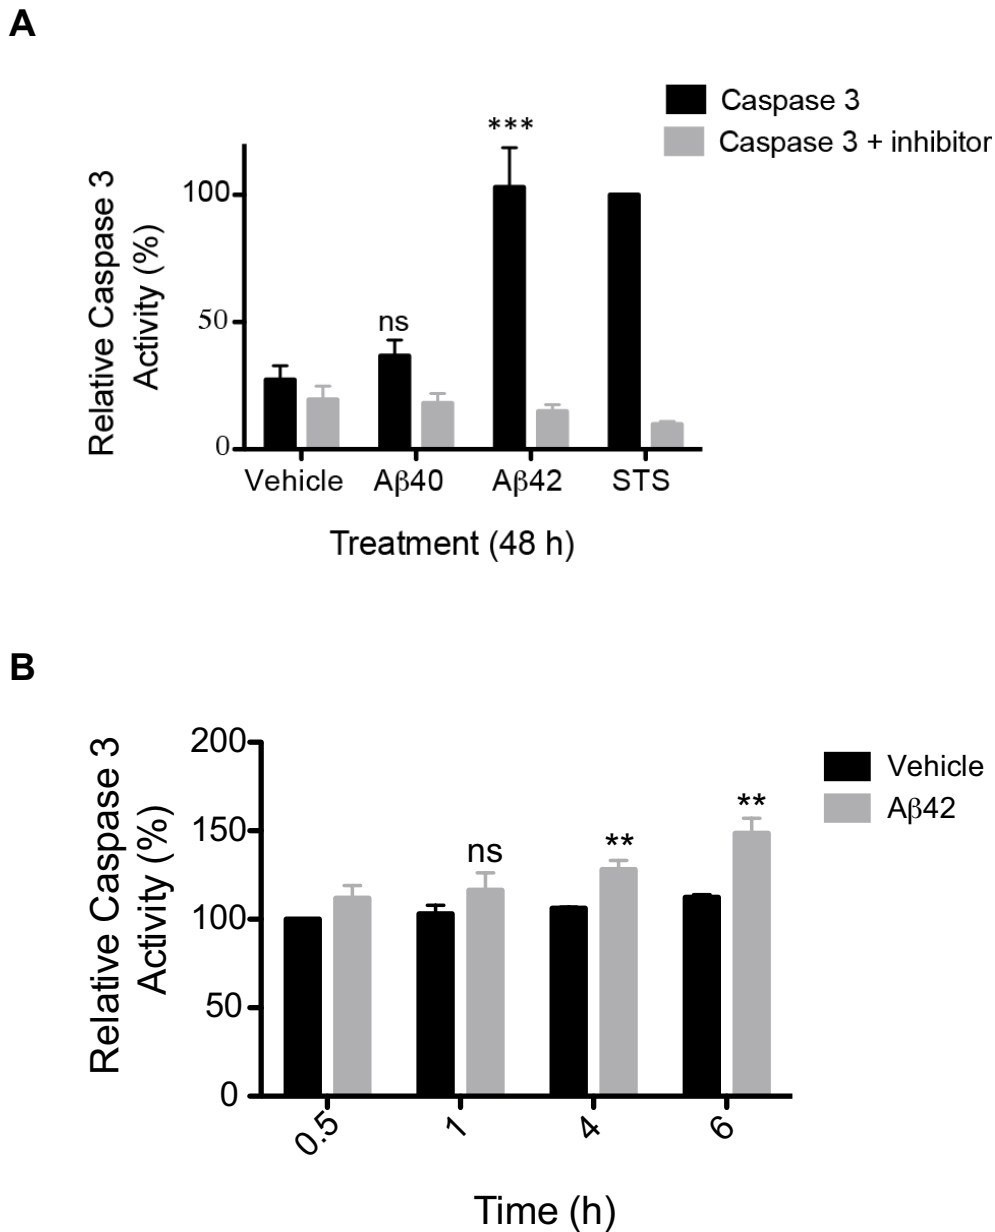 A
Caspase 3
Caspase 3 + inhibitor
***
ns
Relative Caspase 3
Activity (%)
100
50
0
Vehicle Aβ40 Aβ42 STS
Treatment (48 h)
B
Vehicle
Aβ42
ns
**
**
Relative Caspase 3
Activity (%)
200
150
100
50
0
0.5 1 4 6
Time (h)